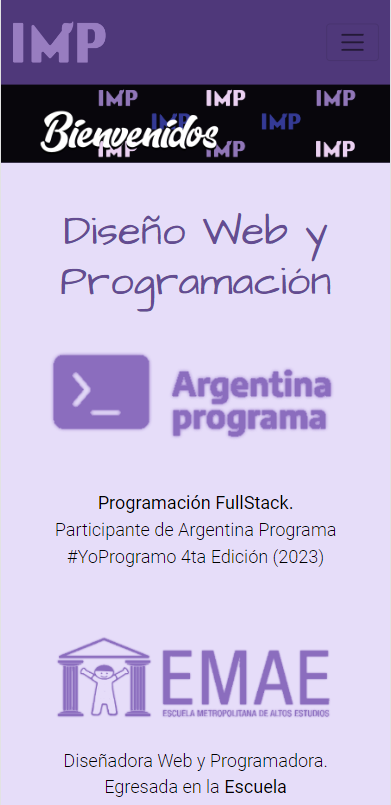 IMP
IMP IMP IMP
IMP IMP
Bienvenidos
IMP IMP IMP
Diseño Web y
Programación
Argentina
programa
Programación FullStack.
Participante de Argentina Programa
#YoProgramo 4ta Edición (2023)
EMAE
ESCUELA METROPOLITANA DE ALTOS ESTUDIOS
Diseñadora Web y Programadora.
Egresada en la Escuela